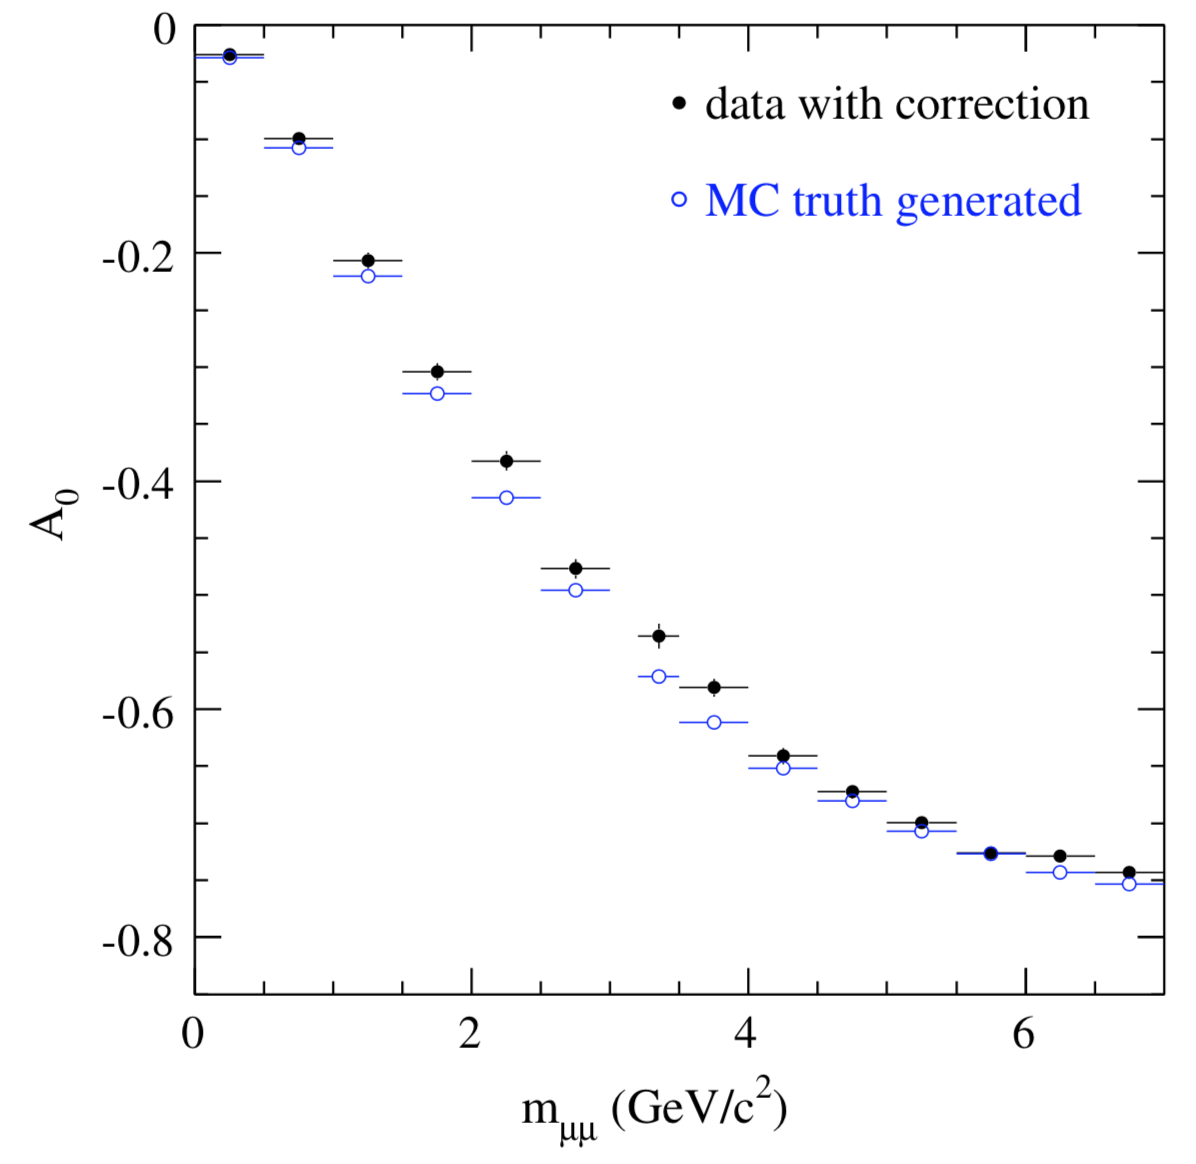 0
data with correction
MC truth generated
-0.2
-0.4
A₀
-0.6
-0.8
0 2 4 6
m_μμ (GeV/c²)